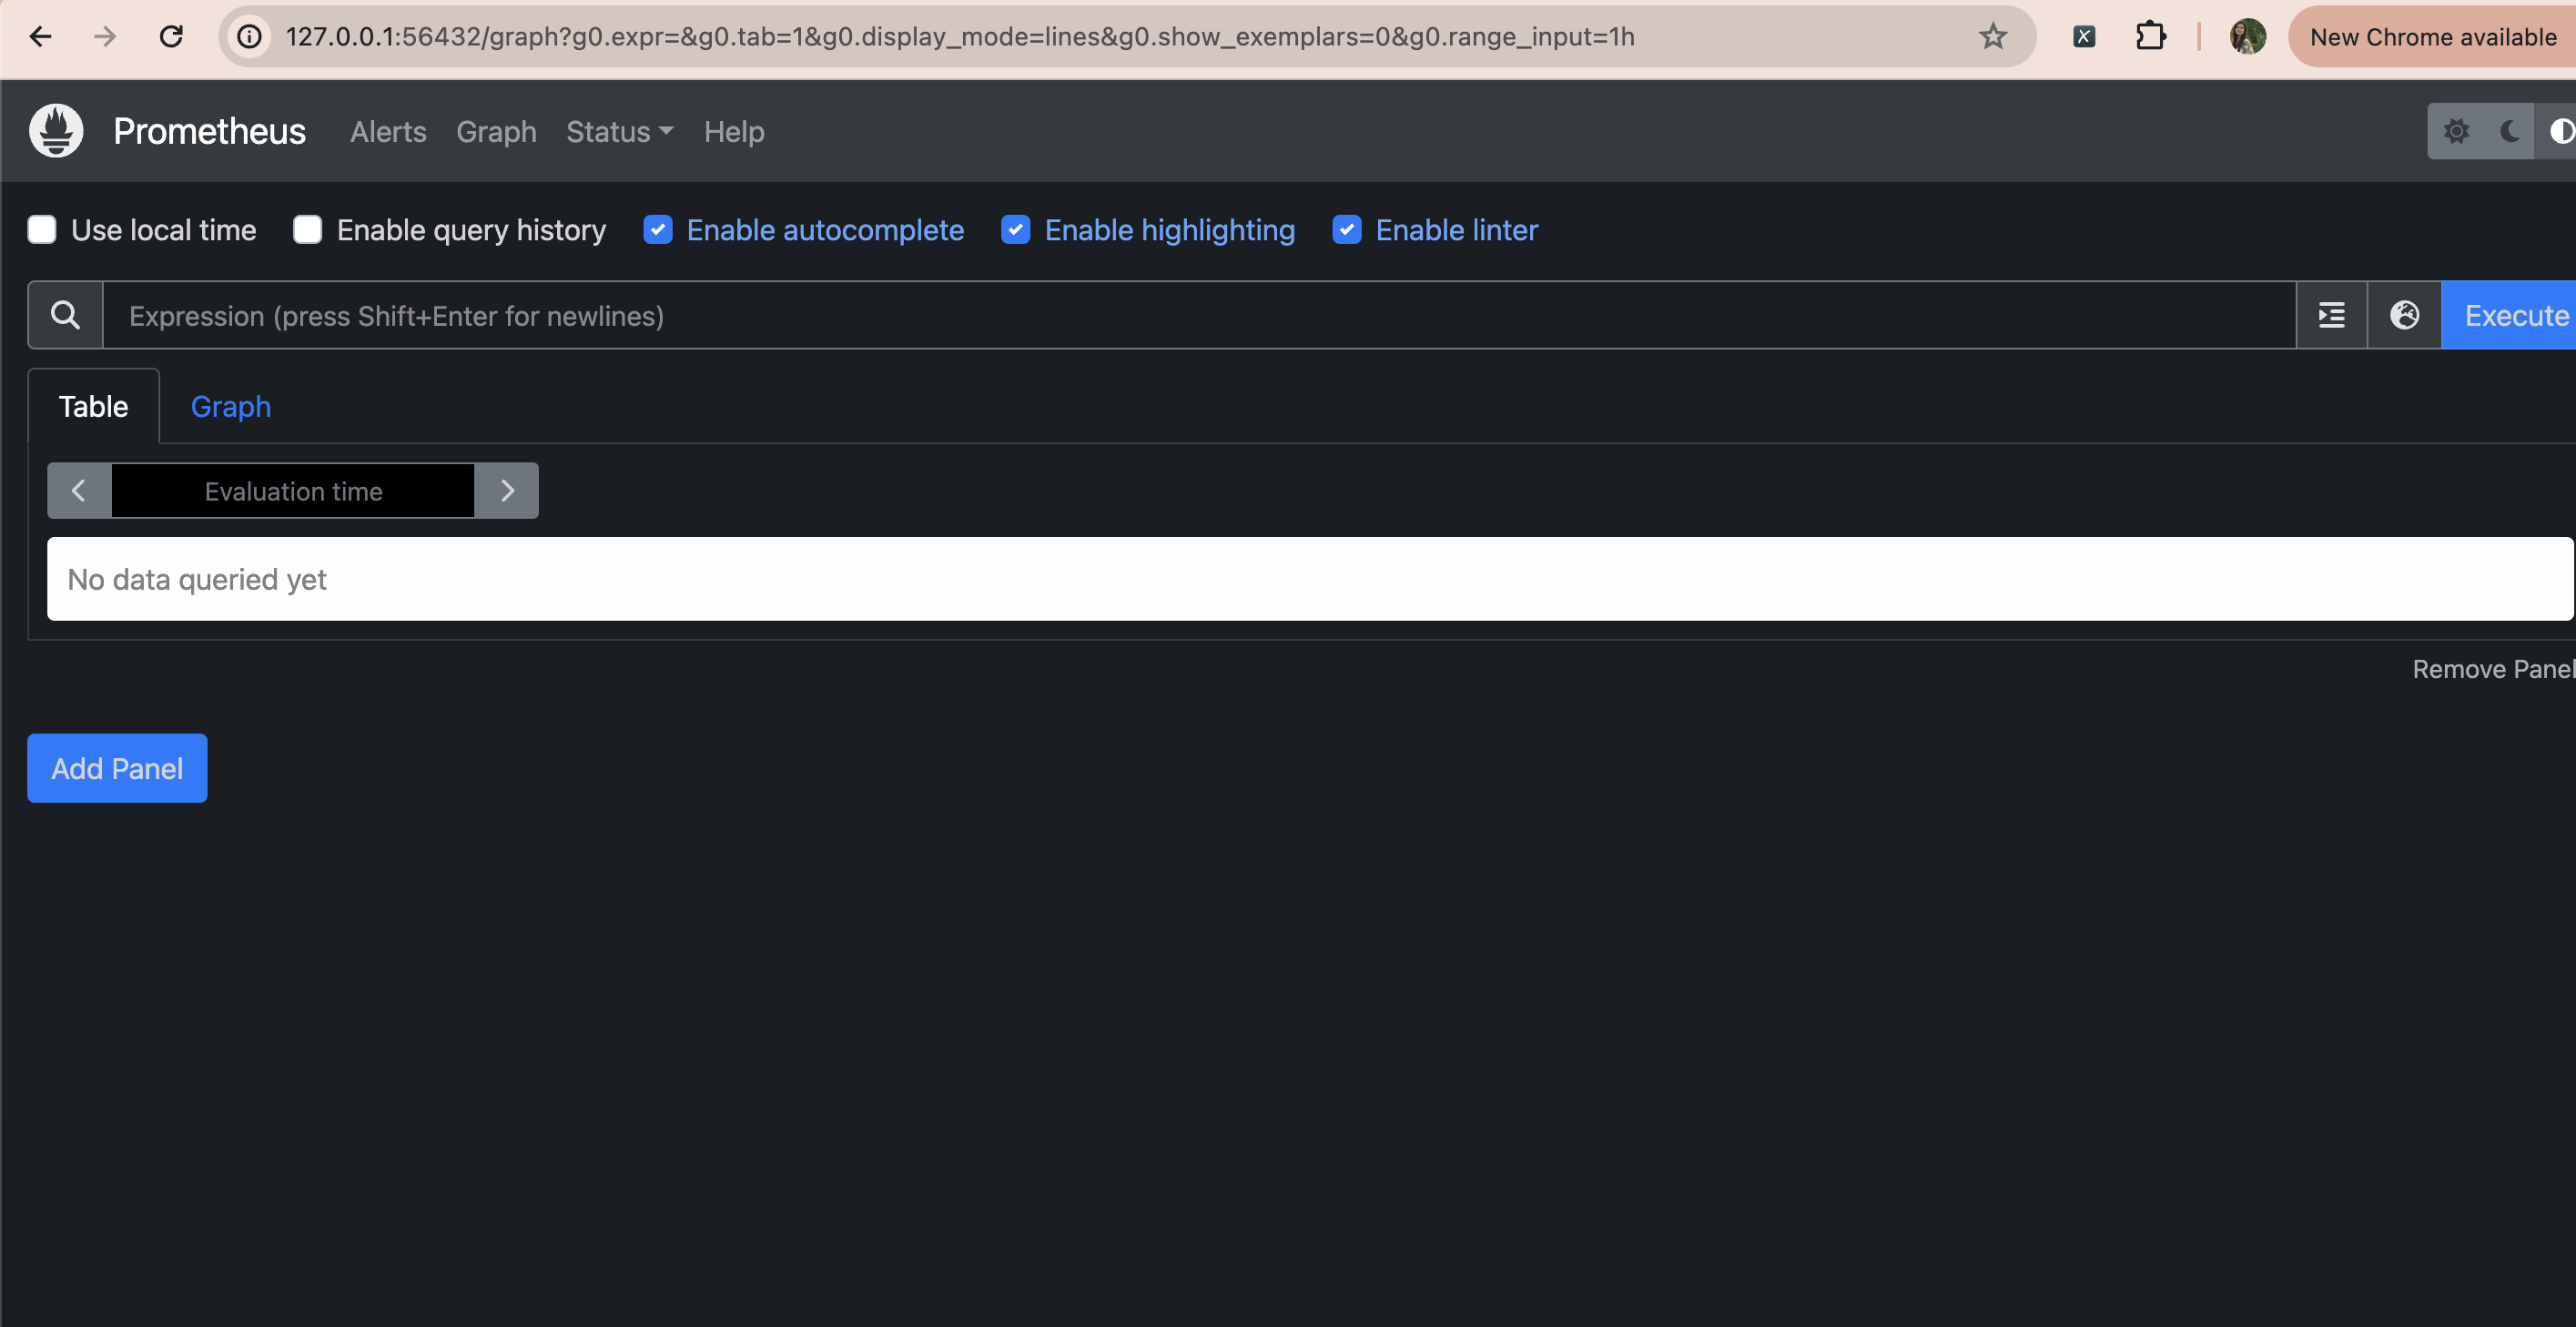 127.0.0.1:56432/graph?g0.expr=&g0.tab=1&g0.display_mode=lines&g0.show_exemplars=0&g0.range_input=1h
New Chrome available
Prometheus Alerts Graph Status Help
Use local time Enable query history Enable autocomplete Enable highlighting Enable linter
Expression (press Shift+Enter for newlines) Execute
Table Graph
Evaluation time
No data queried yet
Remove Panel
Add Panel